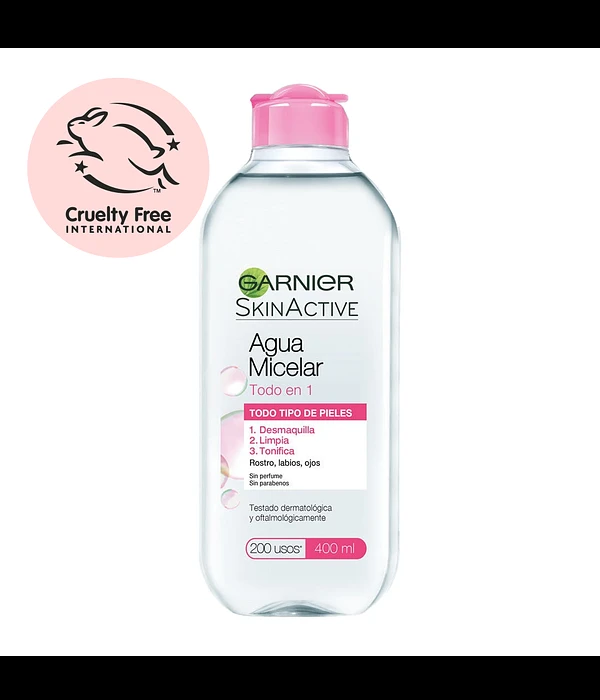 Cruelty Free
INTERNATIONAL
TM
GARNIER
SKINACTIVE
Agua
Micelar
Todo en 1
TODO TIPO DE PIELES
1. Desmaquilla
2. Limpia
3. Tonifica
Rostro, labios, ojos
Sin perfume
Sin parabenos
Testado dermatológica
y oftalmológicamente
200 usos* 400 ml